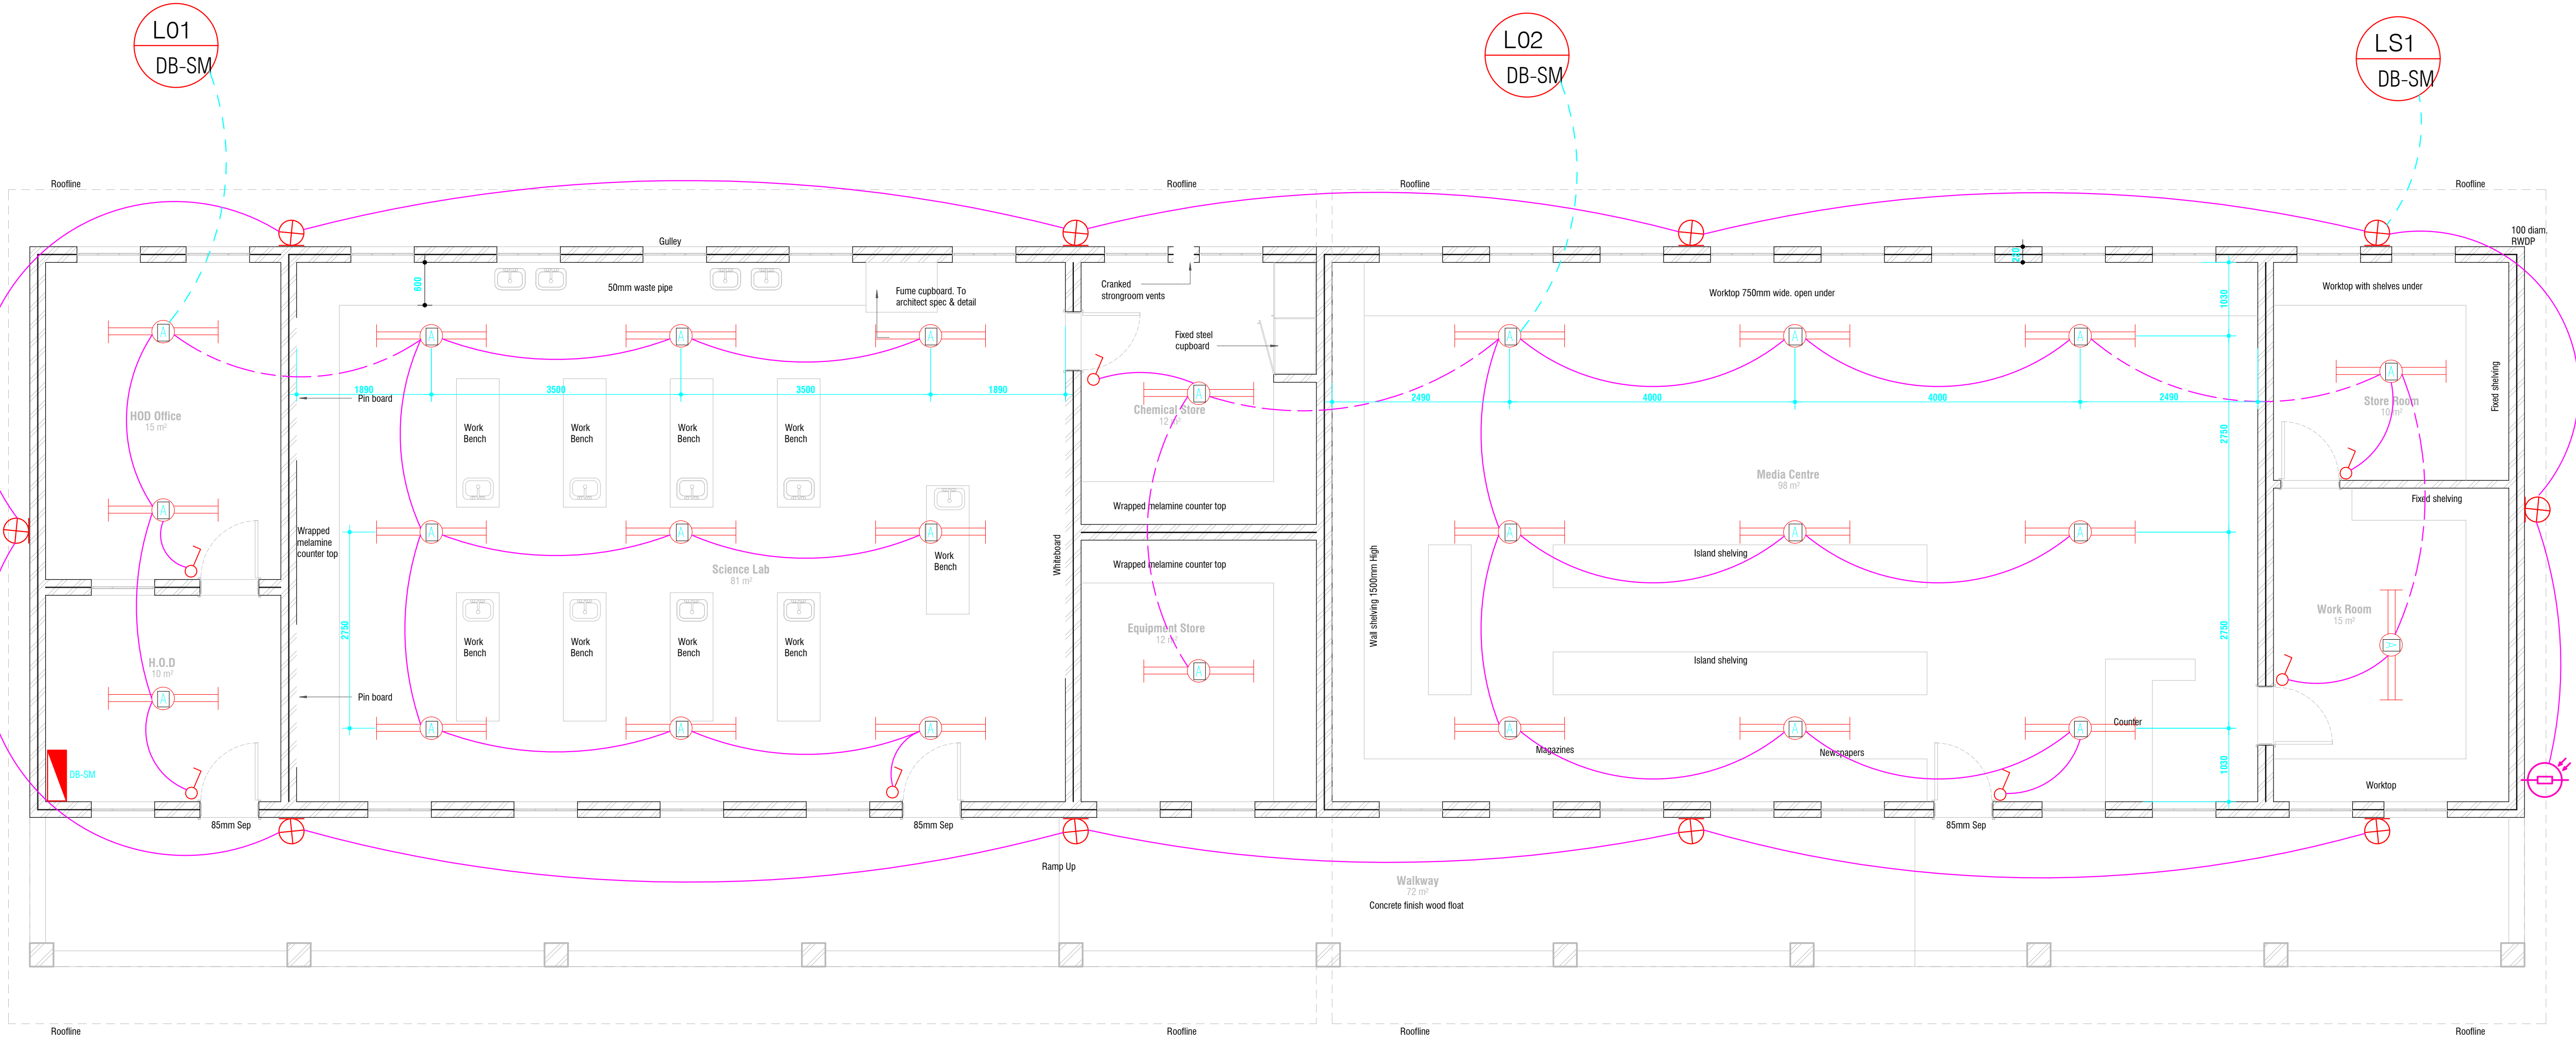 L01
DB-SM
L02
DB-SM
LS1
DB-SM
Roofline
Roofline
Roofline
Roofline
100 diam.
RWDP
Gulley
600
50mm waste pipe
Fume cupboard. To
architect spec & detail
Cranked
strongroom vents
Fixed steel
cupboard
Worktop 750mm wide. open under
1030
Worktop with shelves under
A
A
A
A
A
A
A
A
A
1890
3500
3500
1890
2490
4000
4000
2490
Pin board
HOD Office
15 m²
Chemical Store
12 m²
Store Room
10 m²
Fixed shelving
Work
Bench
Work
Bench
Work
Bench
Work
Bench
2750
Media Centre
98 m²
Wrapped melamine counter top
Fixed shelving
A
A
A
A
A
A
A
Wrapped
melamine
counter top
Work
Bench
Whiteboard
Science Lab
81 m²
Wrapped melamine counter top
Island shelving
Wall shelving 1500mm High
Work Room
15 m²
2750
2750
Equipment Store
12 m²
Work
Bench
Work
Bench
Work
Bench
Work
Bench
Island shelving
A
A
H.O.D
10 m²
Pin board
A
A
A
A
A
A
A
Counter
Magazines
Newspapers
DB-SM
1030
Worktop
85mm Sep
85mm Sep
85mm Sep
Ramp Up
Walkway
72 m²
Concrete finish wood float
Roofline
Roofline
Roofline
Roofline